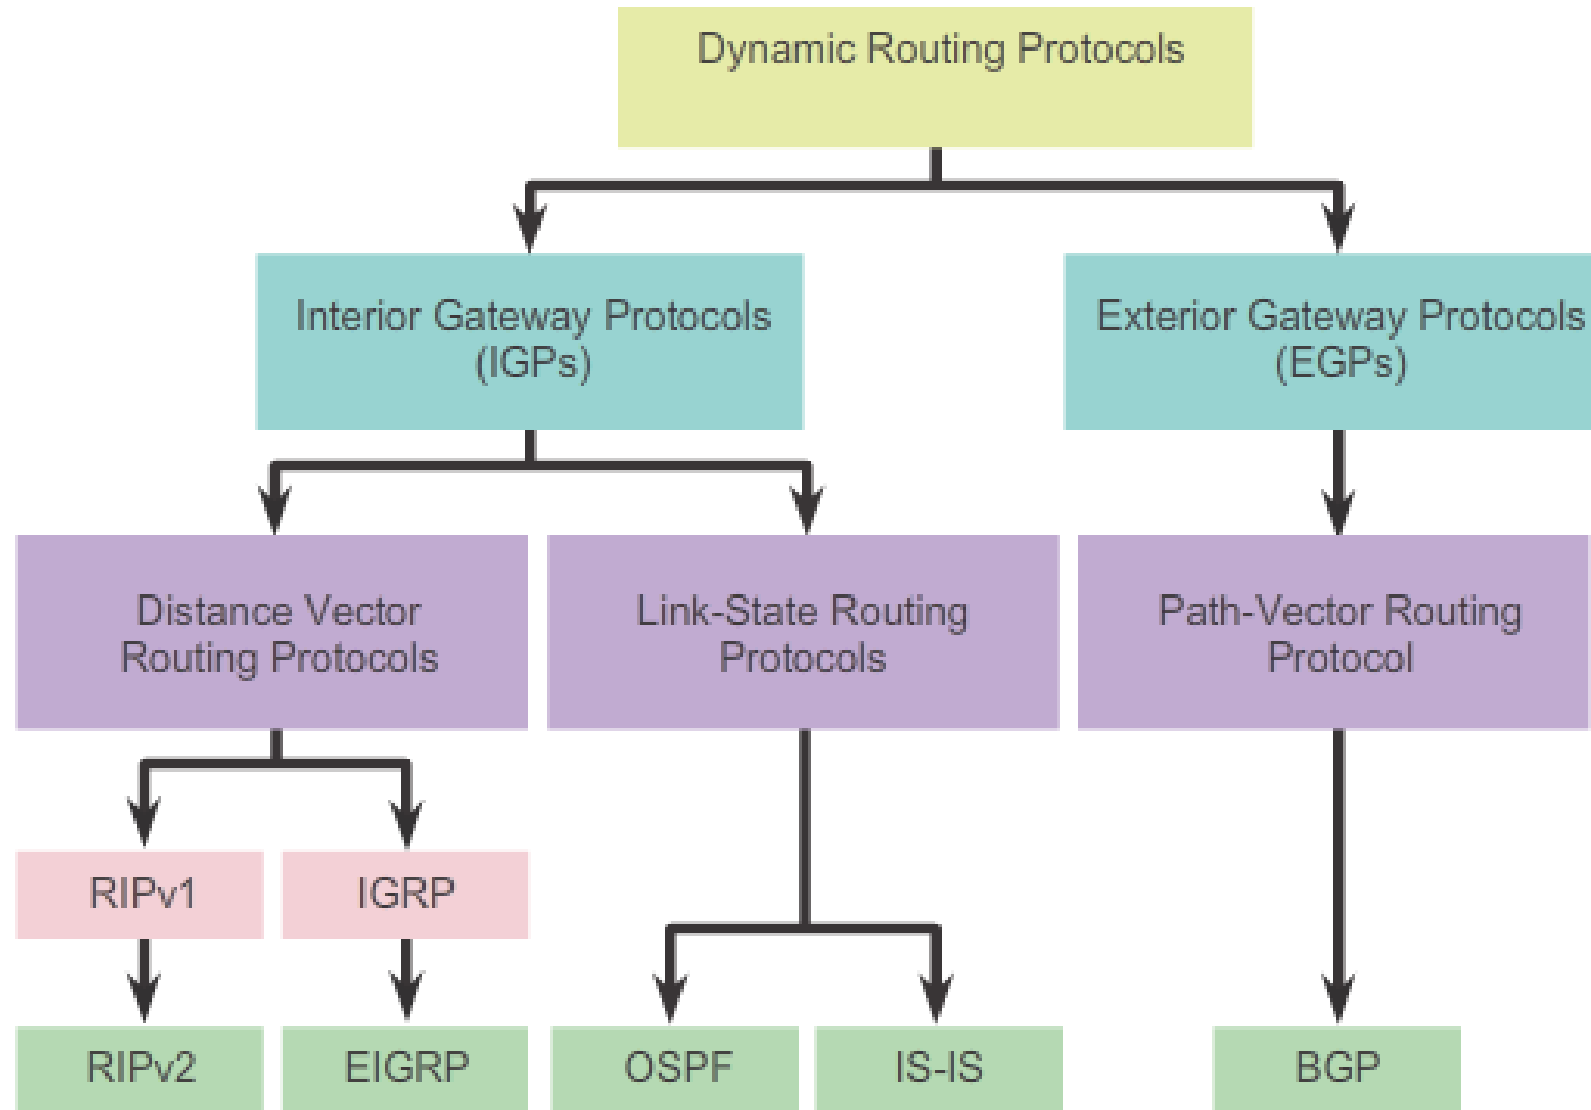 Dynamic Routing Protocols
Interior Gateway Protocols
(IGPs)
Exterior Gateway Protocols
(EGPs)
Distance Vector
Routing Protocols
Link-State Routing
Protocols
Path-Vector Routing
Protocol
RIPv1
IGRP
RIPv2
EIGRP
OSPF
IS-IS
BGP